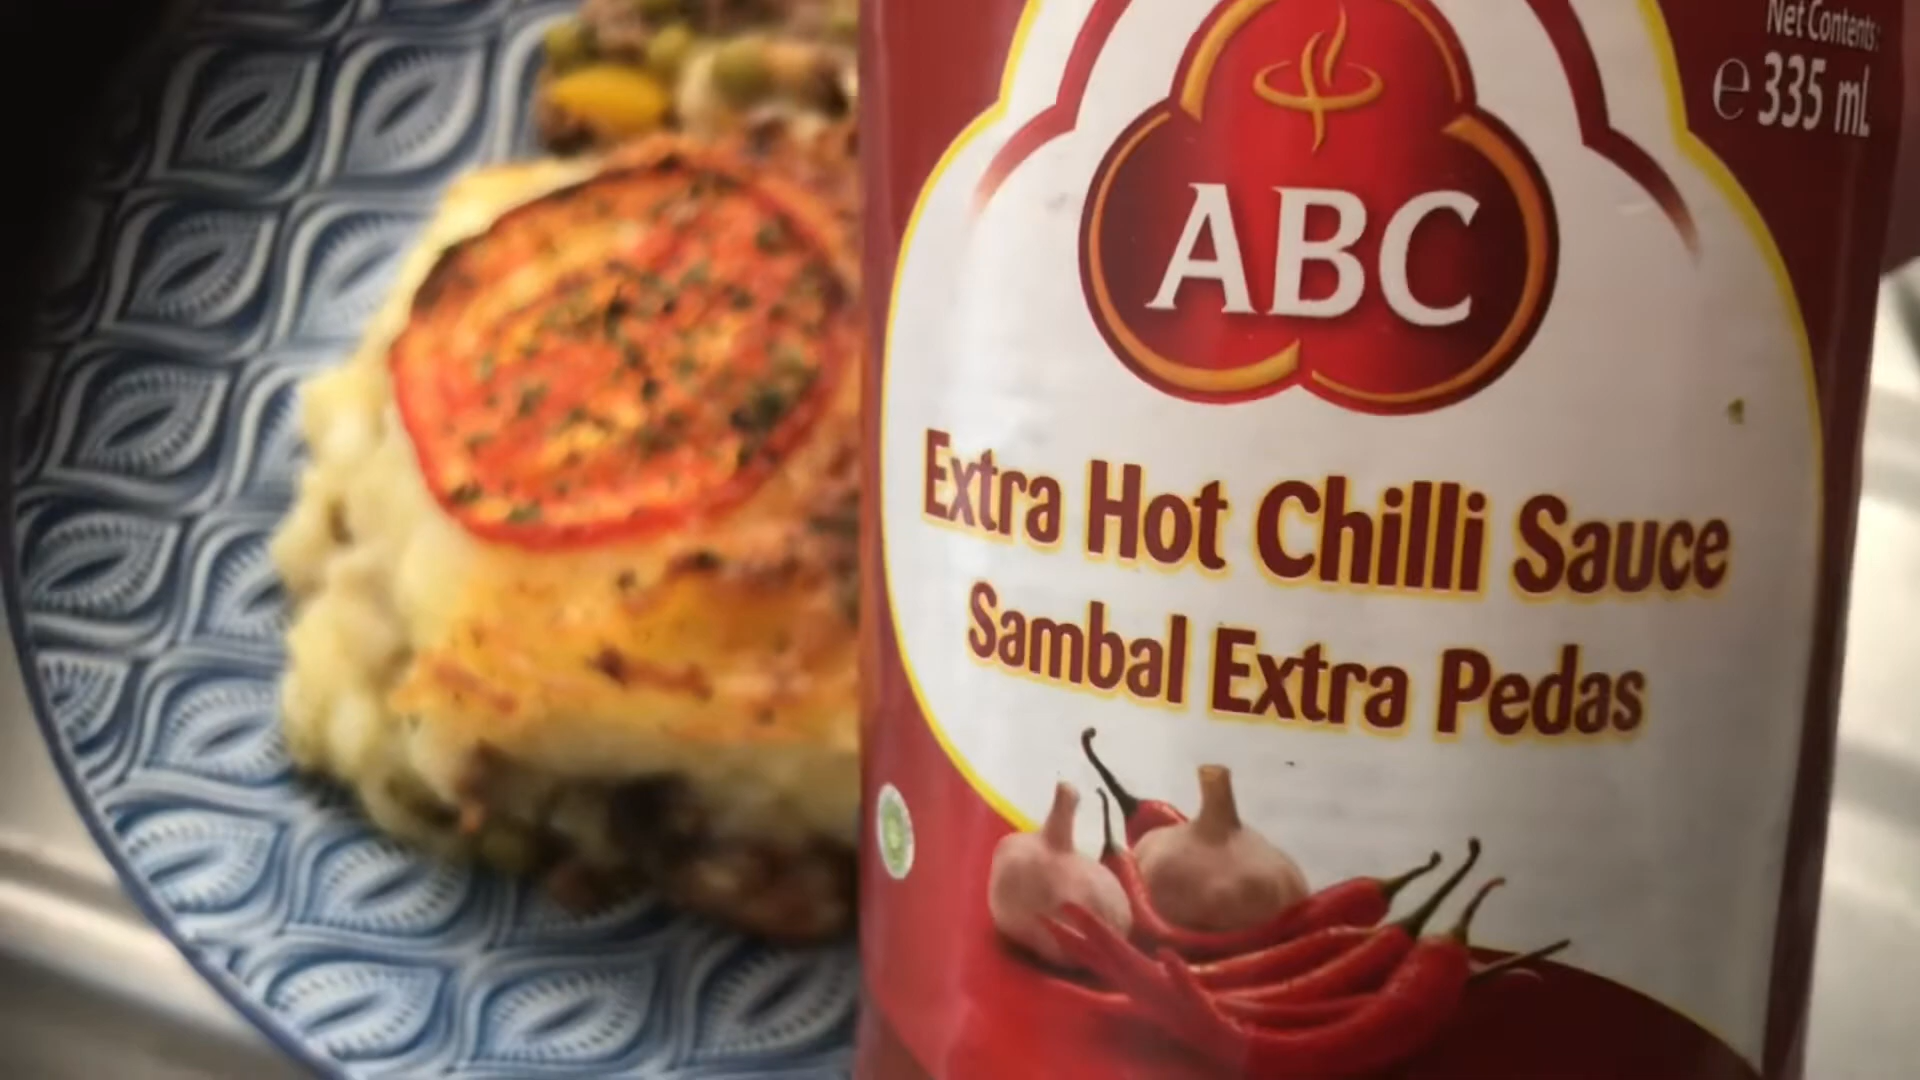 Net Contents:
℮ 335 mL
ABC
Extra Hot Chilli Sauce
Sambal Extra Pedas